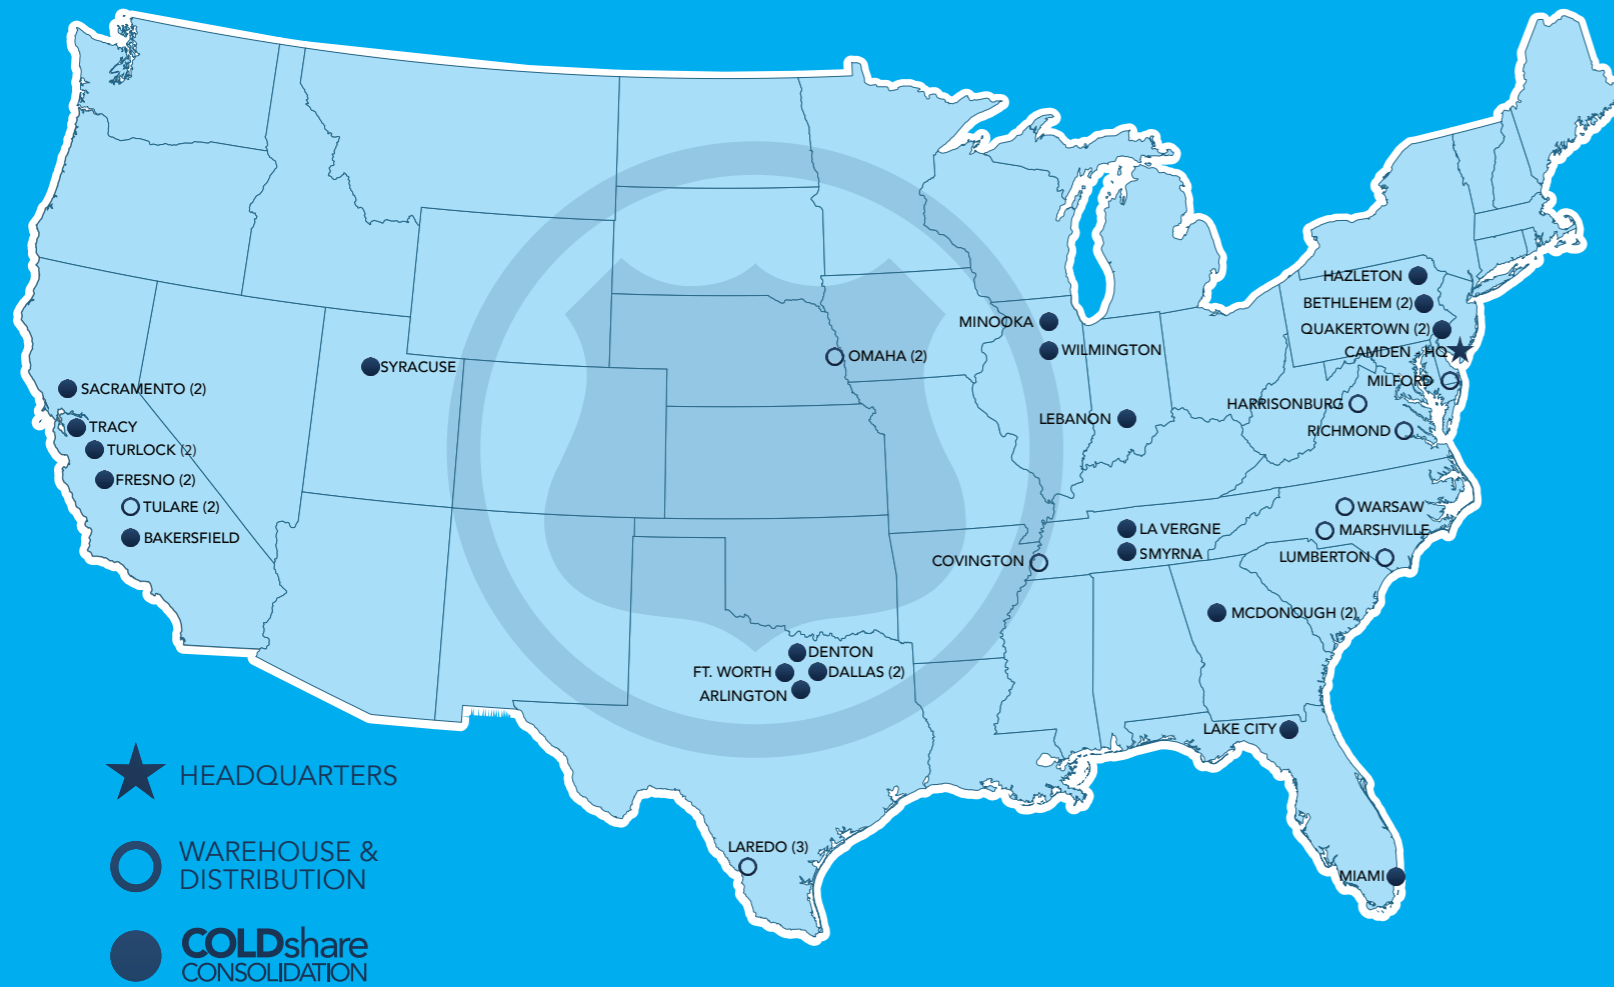 HAZLETON
BETHLEHEM (2)
MINOOKA
QUAKERTOWN (2)
WILMINGTON
CAMDEN HQ
OMAHA (2)
SYRACUSE
MILFORD
SACRAMENTO (2)
HARRISONBURG
LEBANON
TRACY
RICHMOND
TURLOCK (2)
FRESNO (2)
TULARE (2)
WARSAW
LA VERGNE
MARSHVILLE
BAKERSFIELD
SMYRNA
LUMBERTON
COVINGTON
MCDONOUGH (2)
DENTON
FT. WORTH
DALLAS (2)
ARLINGTON
LAKE CITY
HEADQUARTERS
LAREDO (3)
WAREHOUSE &
DISTRIBUTION
MIAMI
COLDshare
CONSOLIDATION